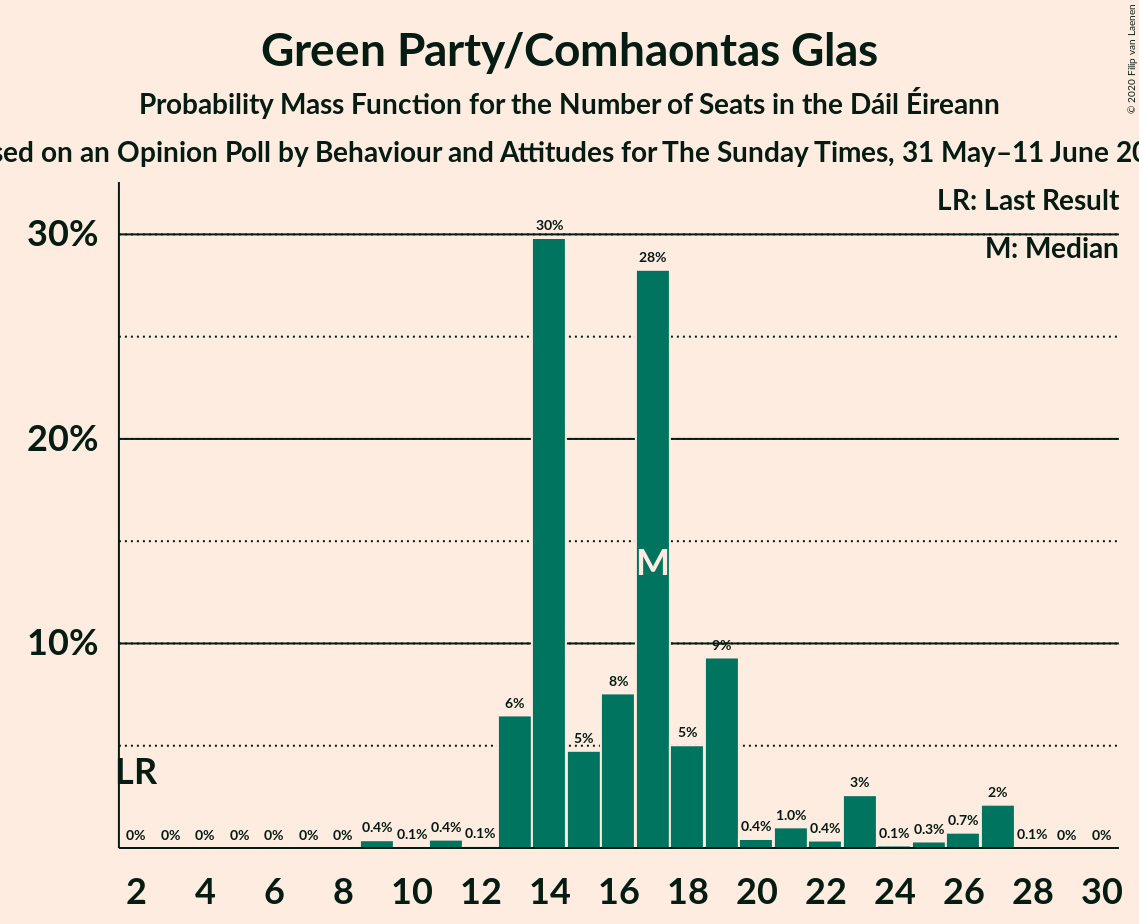 Green Party/Comhaontas Glas
Probability Mass Function for the Number of Seats in the Dáil Éireann
sed on an Opinion Poll by Behaviour and Attitudes for The Sunday Times, 31 May–11 June 20
© 2020 Filip van Laenen
LR: Last Result
M: Median
30%
20%
10%
30%
28%
M
9%
8%
6%
5%
5%
3%
2%
LR
0% 0% 0% 0% 0% 0% 0% 0.4% 0.1% 0.4% 0.1% 0.4% 1.0% 0.4% 0.1% 0.3% 0.7% 0.1% 0% 0%
2 4 6 8 10 12 14 16 18 20 22 24 26 28 30